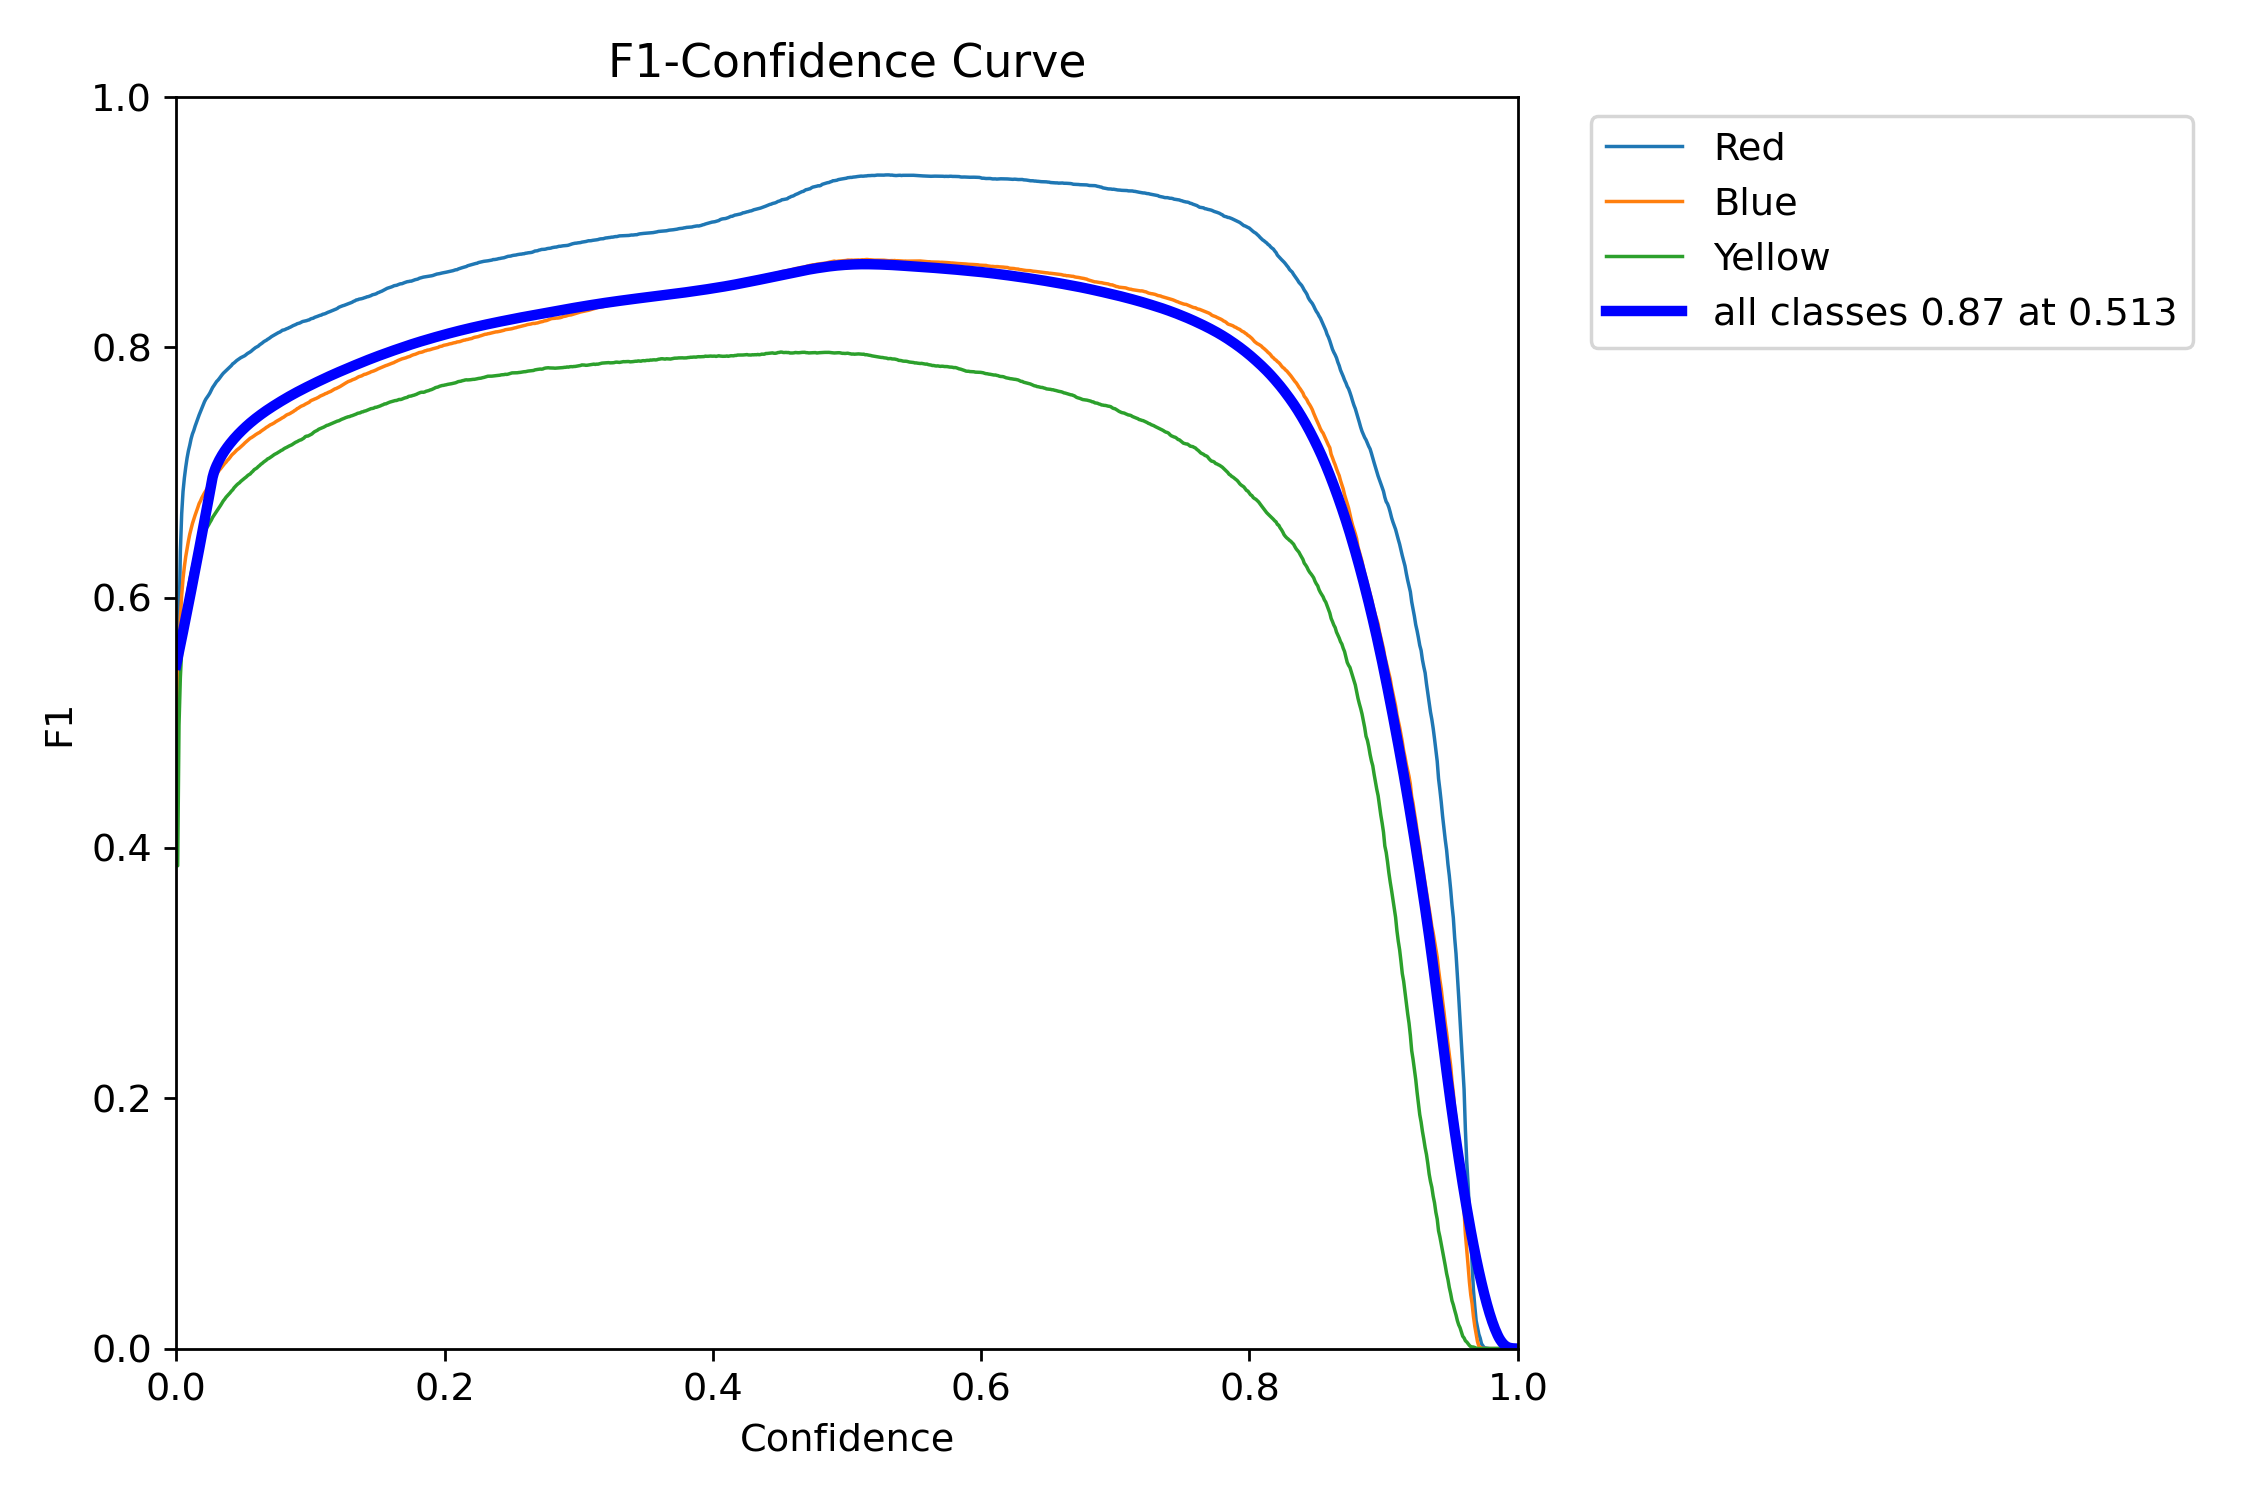 F1-Confidence Curve
1.0
0.8
0.6
0.4
0.2
0.0
F1
0.0 0.2 0.4 0.6 0.8 1.0
Confidence
Red
Blue
Yellow
all classes 0.87 at 0.513